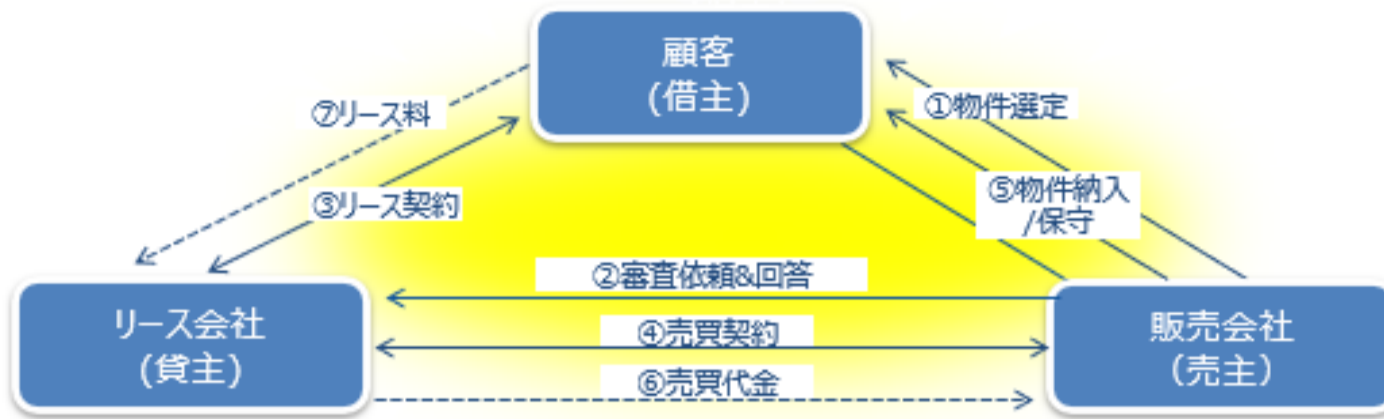 顧客
(借主)
①物件選定
⑦リース料
⑤物件納入
/保守
③リース契約
②審査依頼&回答
リース会社
(貸主)
④売買契約
販売会社
（売主）
⑥売買代金